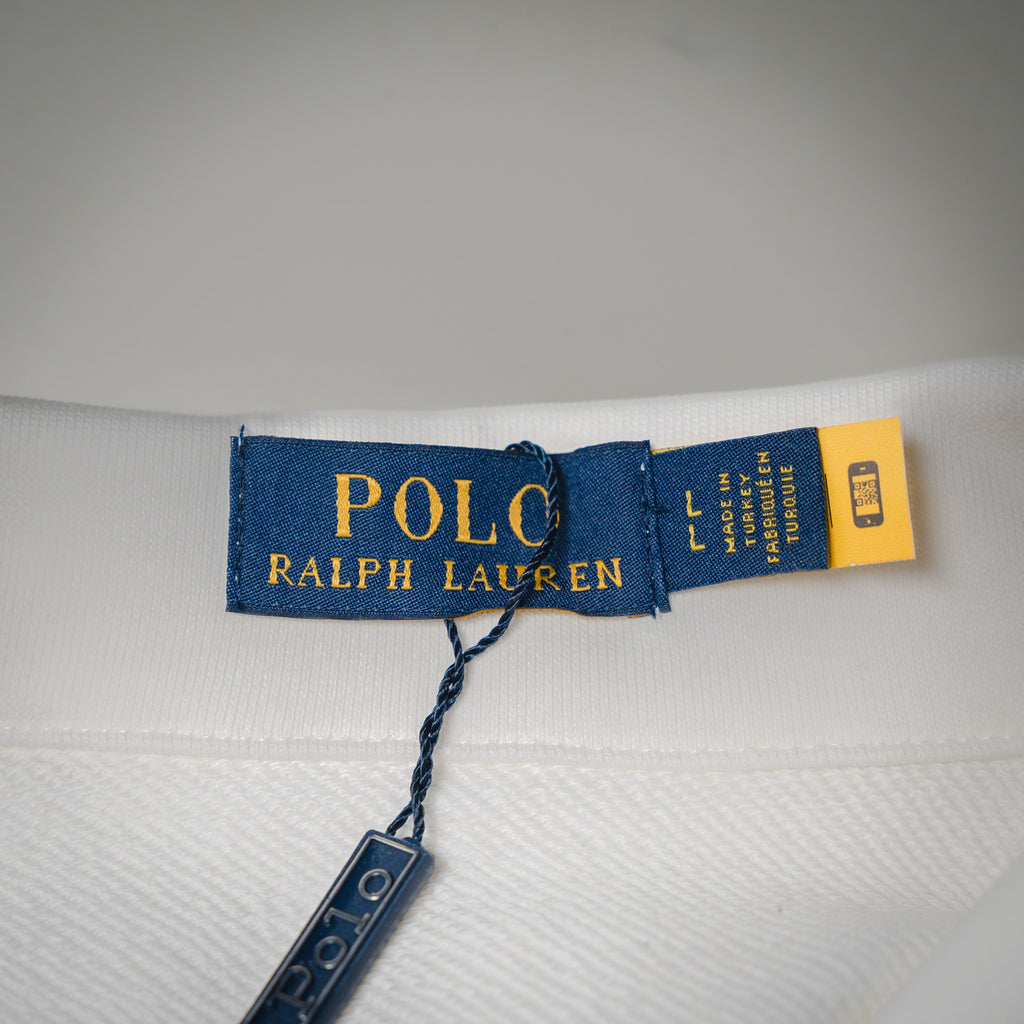 POLO
RALPH LAUREN
L L
MADE IN
TURKEY
FABRIQUÉ EN
TURQUIE
Polo